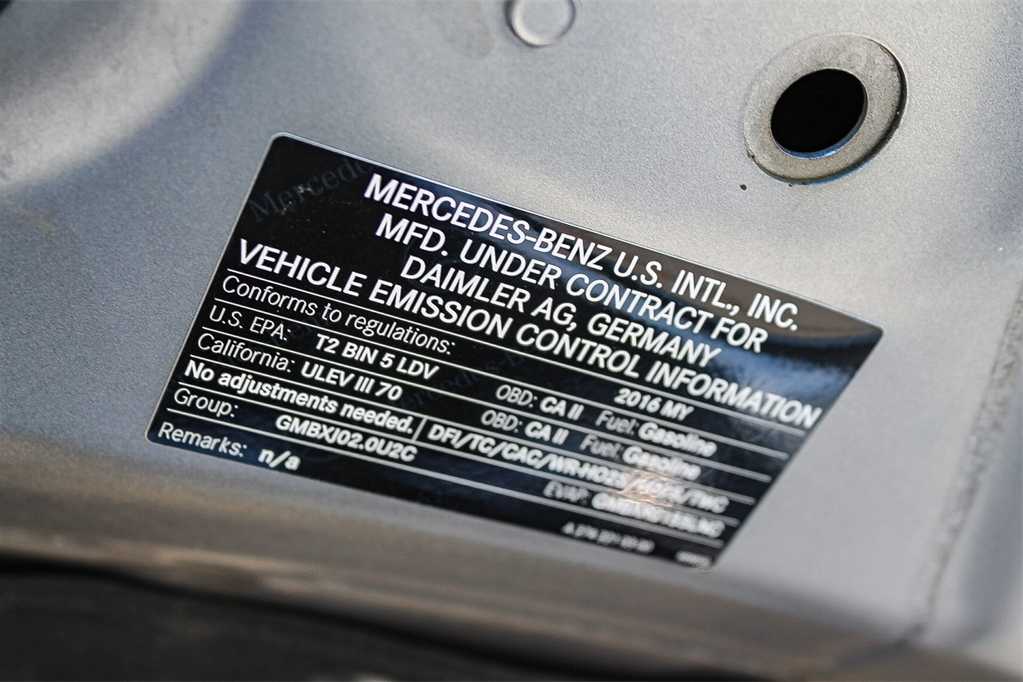 MERCEDES-BENZ U.S. INTL., INC.
MFD. UNDER CONTRACT FOR
DAIMLER AG, GERMANY
VEHICLE EMISSION CONTROL INFORMATION
Conforms to regulations: 2016 MY
U.S. EPA: T2 BIN 5 LDV OBD: CA II Fuel: Gasoline
California: ULEV III 70 OBD: CA II Fuel: Gasoline
No adjustments needed. DFI/TC/CAC/WR-HO2S/
Group: GMBXJ02.0U2C EVAP:
Remarks: n/a